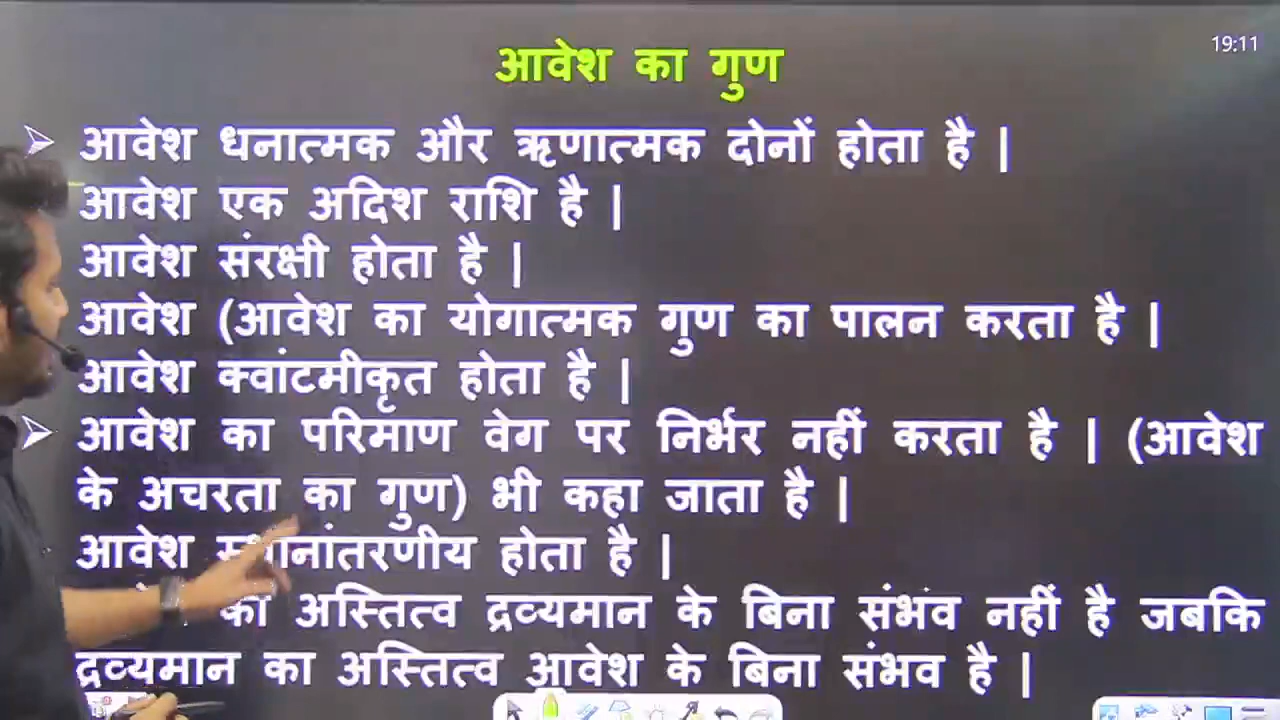 19:11
आवेश का गुण
आवेश धनात्मक और ऋणात्मक दोनों होता है |
आवेश एक अदिश राशि है |
आवेश संरक्षी होता है |
आवेश (आवेश का योगात्मक गुण का पालन करता है |
आवेश क्वांटमीकृत होता है |
आवेश का परिमाण वेग पर निर्भर नहीं करता है | (आवेश
के अचरता का गुण) भी कहा जाता है |
आवेश स्थानांतरणीय होता है |
का अस्तित्व द्रव्यमान के बिना संभव नहीं है जबकि
द्रव्यमान का अस्तित्व आवेश के बिना संभव है |